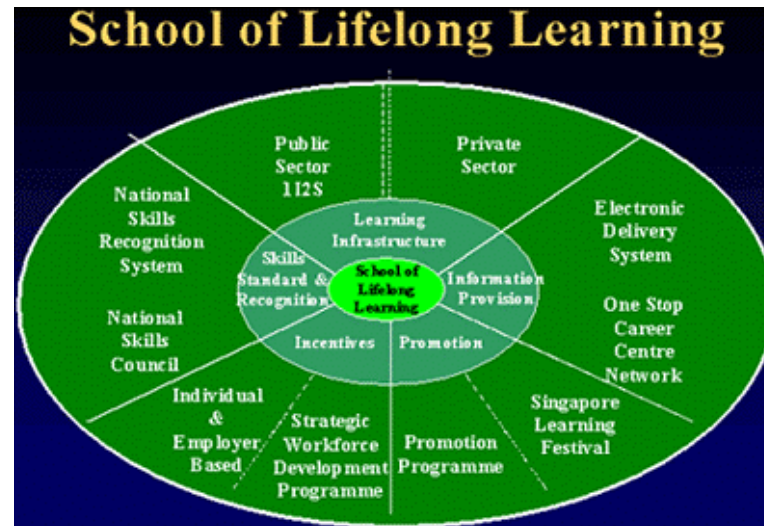 School of Lifelong Learning
Public
Sector
1I2S
Private
Sector
National
Skills
Recognition
System
Electronic
Delivery
System
Learning
Infrastructure
Skills
Standard &
Recognition
School of
Lifelong
Learning
Information
Provision
National
Skills
Council
One Stop
Career
Centre
Network
Incentives
Promotion
Individual
&
Employer
Based
Strategic
Workforce
Development
Programme
Promotion
Programme
Singapore
Learning
Festival